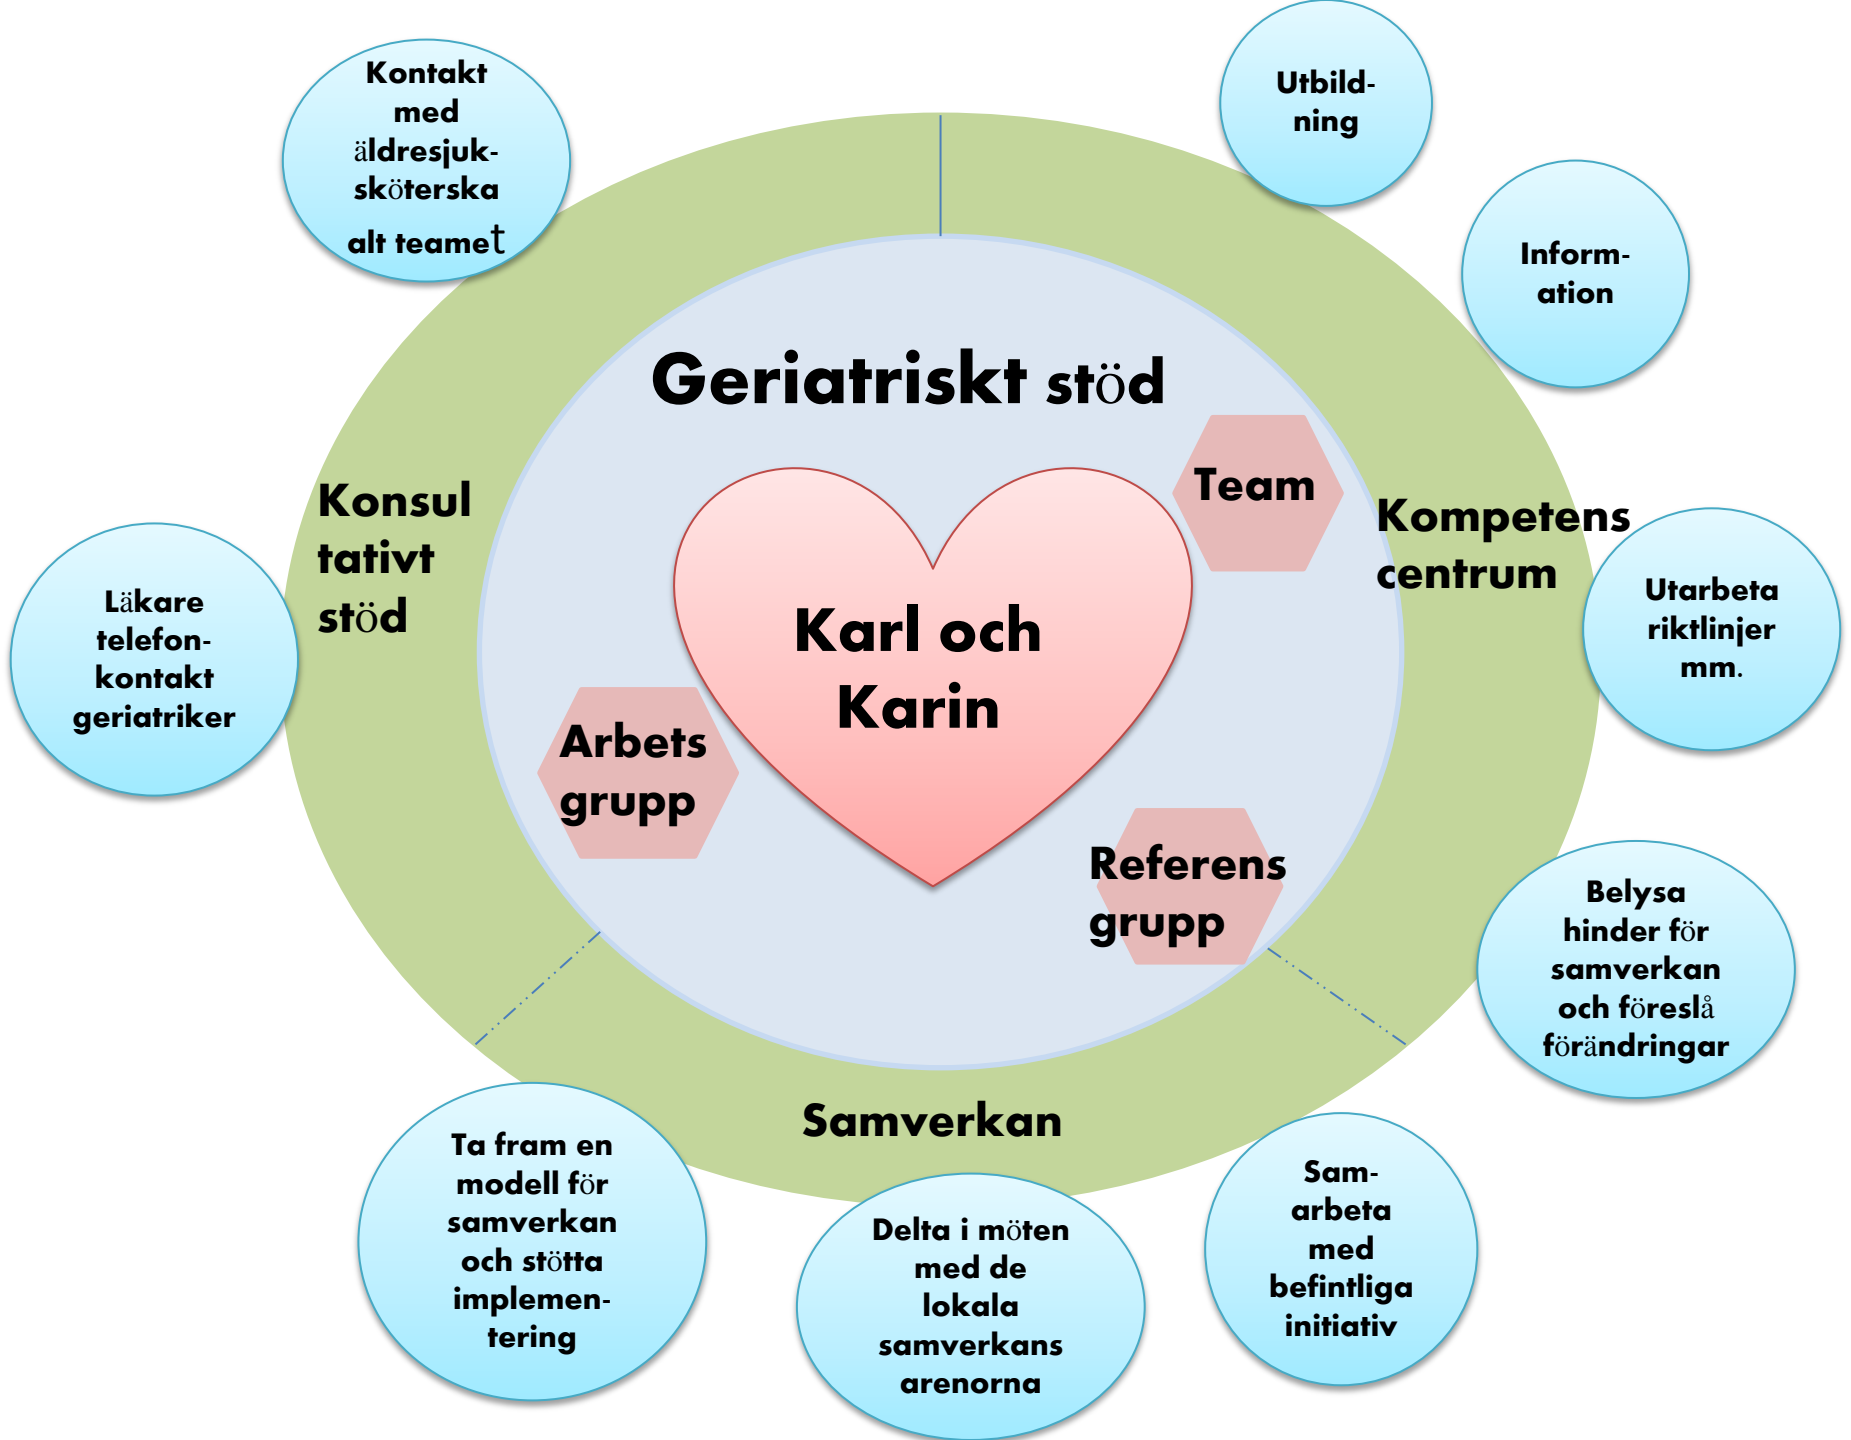 Kontakt
med
äldresjuk-
sköterska
alt teamet
Utbild-
ning
Inform-
ation
Geriatriskt stöd
Team
Konsul
tativt
stöd
Kompetens
centrum
Läkare
telefon-
kontakt
geriatriker
Karl och
Karin
Utarbeta
riktlinjer
mm.
Arbets
grupp
Referens
grupp
Belysa
hinder för
samverkan
och föreslå
förändringar
Samverkan
Ta fram en
modell för
samverkan
och stötta
implemen-
tering
Delta i möten
med de
lokala
samverkans
arenorna
Sam-
arbeta
med
befintliga
initiativ